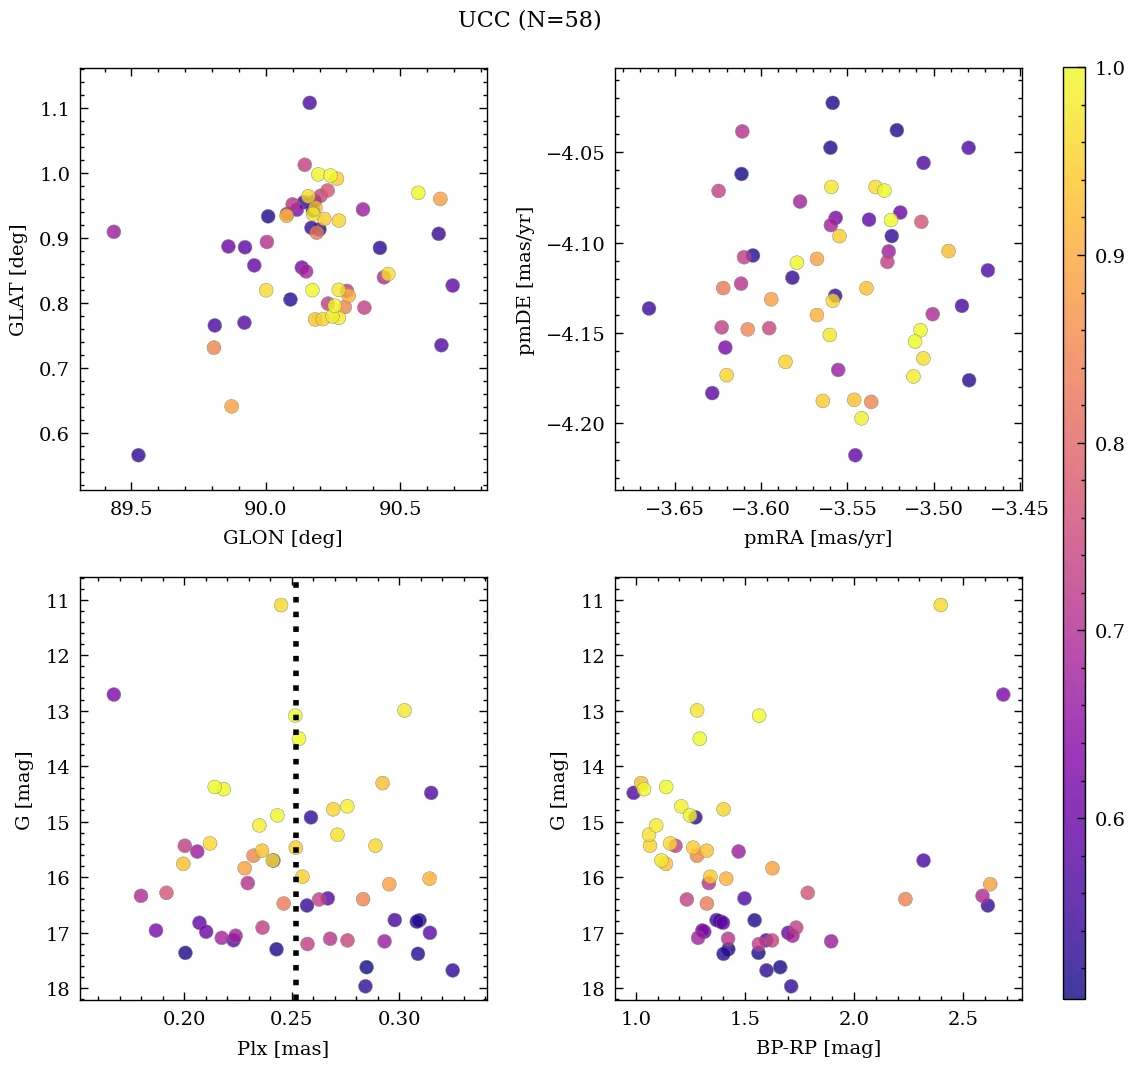 UCC (N=58)
1.1
1.0
0.9
0.8
0.7
0.6
GLAT [deg]
89.5 90.0 90.5
GLON [deg]
−4.05
−4.10
−4.15
−4.20
pmDE [mas/yr]
−3.65 −3.60 −3.55 −3.50 −3.45
pmRA [mas/yr]
11
12
13
14
15
16
17
18
G [mag]
0.20 0.25 0.30
Plx [mas]
11
12
13
14
15
16
17
18
G [mag]
1.0 1.5 2.0 2.5
BP-RP [mag]
1.0
0.9
0.8
0.7
0.6